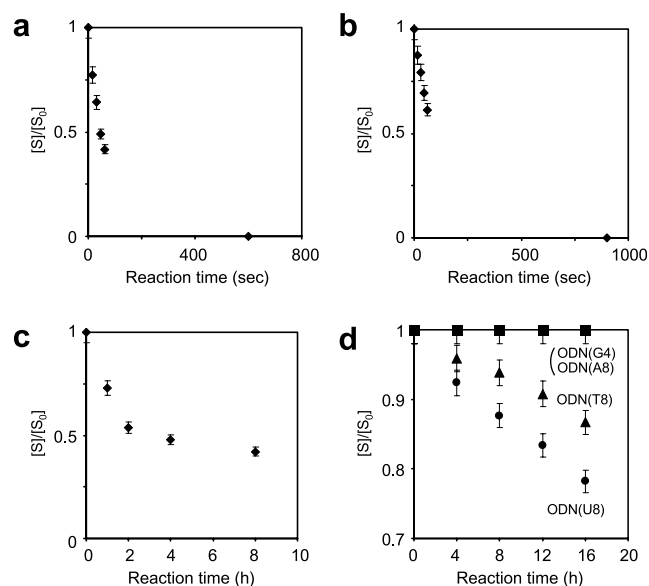 a
1
0.5
0
[S]/[S0]
0 400 800
Reaction time (sec)
b
1
0.5
0
[S]/[S0]
0 500 1000
Reaction time (sec)
c
1
0.5
0
[S]/[S0]
0 2 4 6 8 10
Reaction time (h)
d
1
0.9
0.8
0.7
[S]/[S0]
ODN(G4)
ODN(A8)
ODN(T8)
ODN(U8)
0 4 8 12 16 20
Reaction time (h)